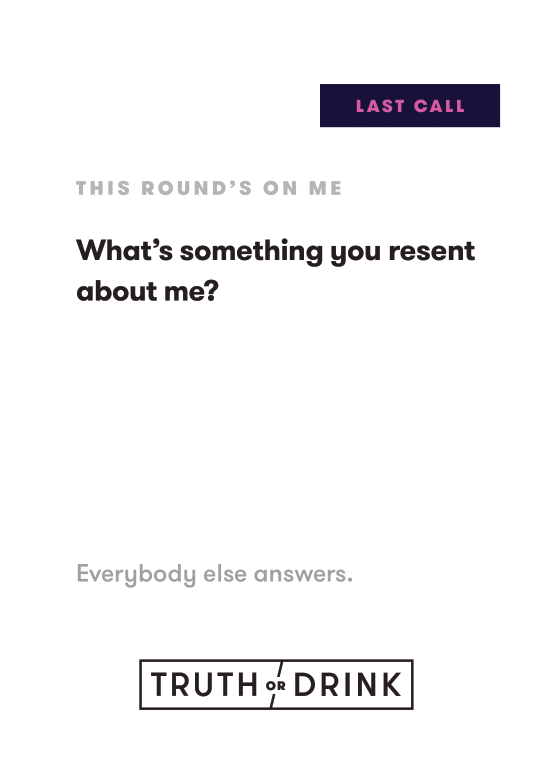 LAST CALL
THIS ROUND’S ON ME
What’s something you resent
about me?
Everybody else answers.
TRUTH OR DRINK